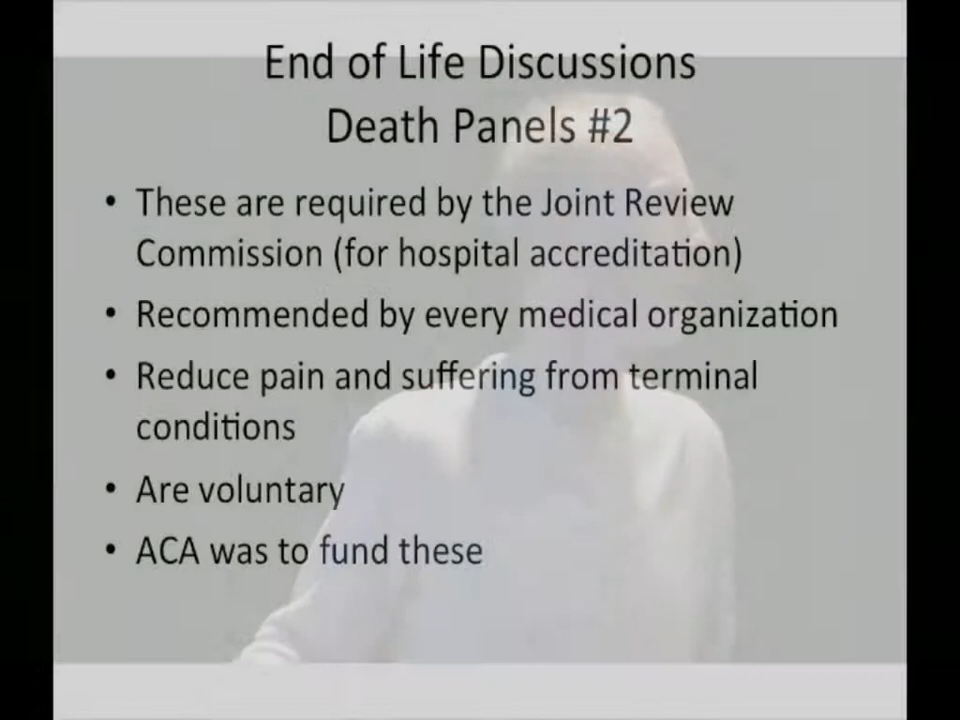 End of Life Discussions
Death Panels #2
• These are required by the Joint Review
Commission (for hospital accreditation)
• Recommended by every medical organization
• Reduce pain and suffering from terminal
conditions
• Are voluntary
• ACA was to fund these